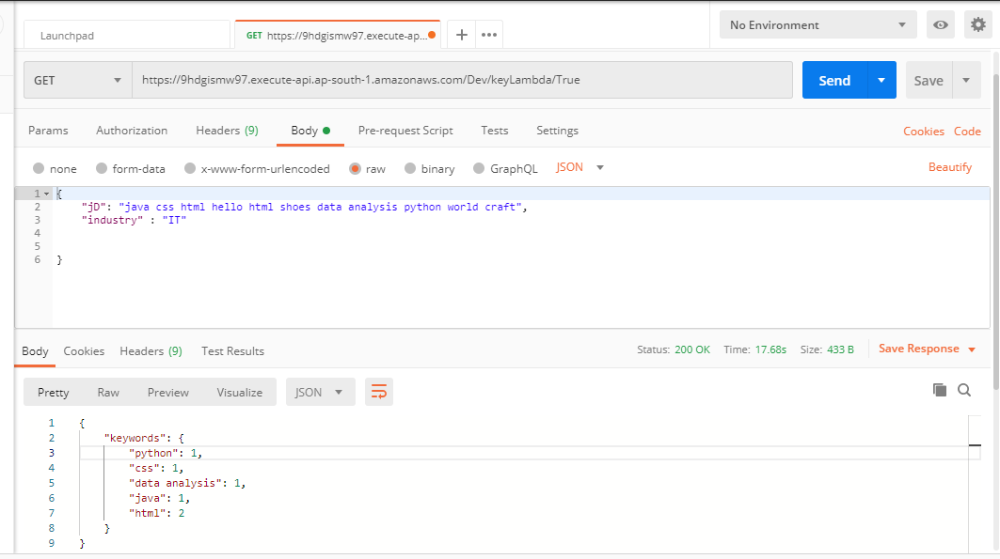 Launchpad
GET https://9hdgismw97.execute-ap...
+ •••
No Environment
GET
https://9hdgismw97.execute-api.ap-south-1.amazonaws.com/Dev/keyLambda/True
Send
Save
Params Authorization Headers (9) Body Pre-request Script Tests Settings Cookies Code
none form-data x-www-form-urlencoded raw binary GraphQL JSON Beautify
1 {
2 "jD": "java css html hello html shoes data analysis python world craft",
3 "industry" : "IT"
4
5
6 }
Body Cookies Headers (9) Test Results Status: 200 OK Time: 17.68s Size: 433 B Save Response
Pretty Raw Preview Visualize JSON
1 {
2 "keywords": {
3 "python": 1,
4 "css": 1,
5 "data analysis": 1,
6 "java": 1,
7 "html": 2
8 }
9 }